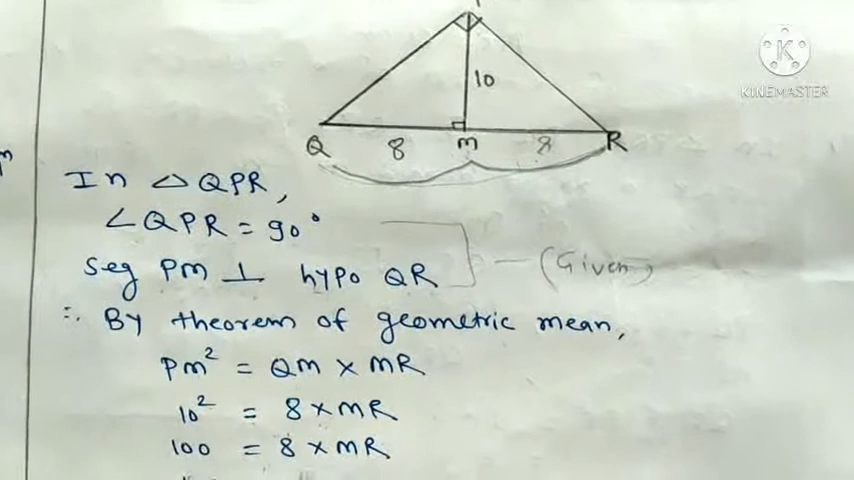 K
KINEMASTER
10
Q 8 M 8 R
In △QPR,
∠QPR = 90°
seg PM ⊥ hypo QR
(Given)
∴ By theorem of geometric mean,
PM² = QM × MR
10² = 8 × MR
100 = 8 × MR